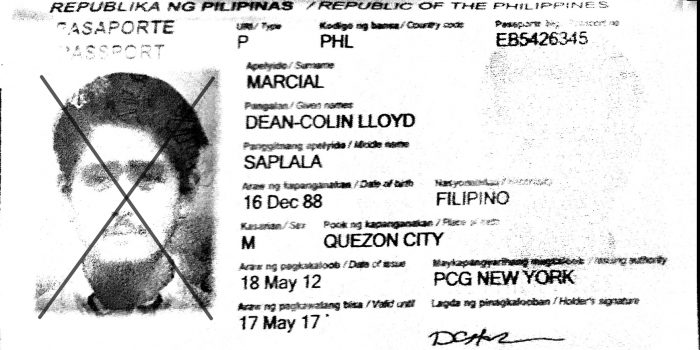 REPUBLIKA NG PILIPINAS / REPUBLIC OF THE PHILIPPINES
PASAPORTE
PASSPORT
URI/ Type
Kodigo ng bansa / Country code
Pasaporte
P
PHL
EB5426345
Apelyido / Surname
MARCIAL
Pangalan / Given names
DEAN-COLIN LLOYD
Panggitnang apelyido / Middle name
SAPLALA
Araw ng kapanganakan / Date of birth
16 Dec 88
FILIPINO
Kasarian / Sex
Pook ng kapanganakan / Place of birth
M
QUEZON CITY
Araw ng pagkakaloob / Date of issue
Maykapangyarihang magkaloob / Issuing authority
18 May 12
PCG NEW YORK
Araw ng pagkawalang bisa / Valid until
Lagda ng pinagkalooban / Holder's signature
17 May 17